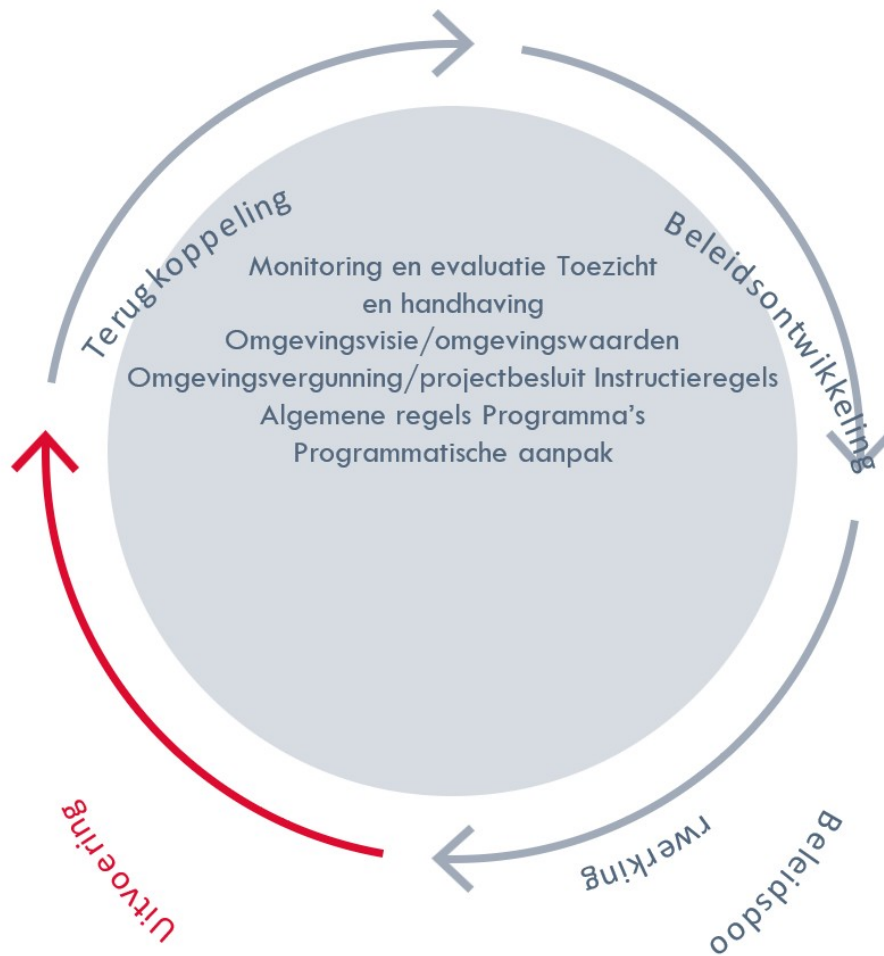 Terugkoppeling
Beleidsontwikkeling
Monitoring en evaluatie Toezicht
en handhaving
Omgevingsvisie/omgevingswaarden
Omgevingsvergunning/projectbesluit Instructieregels
Algemene regels Programma's
Programmatische aanpak
Uitvoering
Beleidsdoo
rwerking